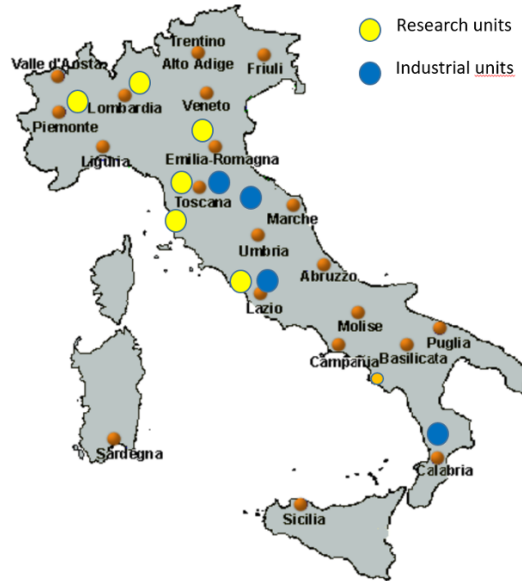 Research units
Industrial units
Trentino
Alto Adige
Valle d'Aosta
Friuli
Lombardia
Veneto
Piemonte
Liguria
Emilia-Romagna
Toscana
Marche
Umbria
Abruzzo
Lazio
Molise
Puglia
Campania
Basilicata
Sardegna
Calabria
Sicilia